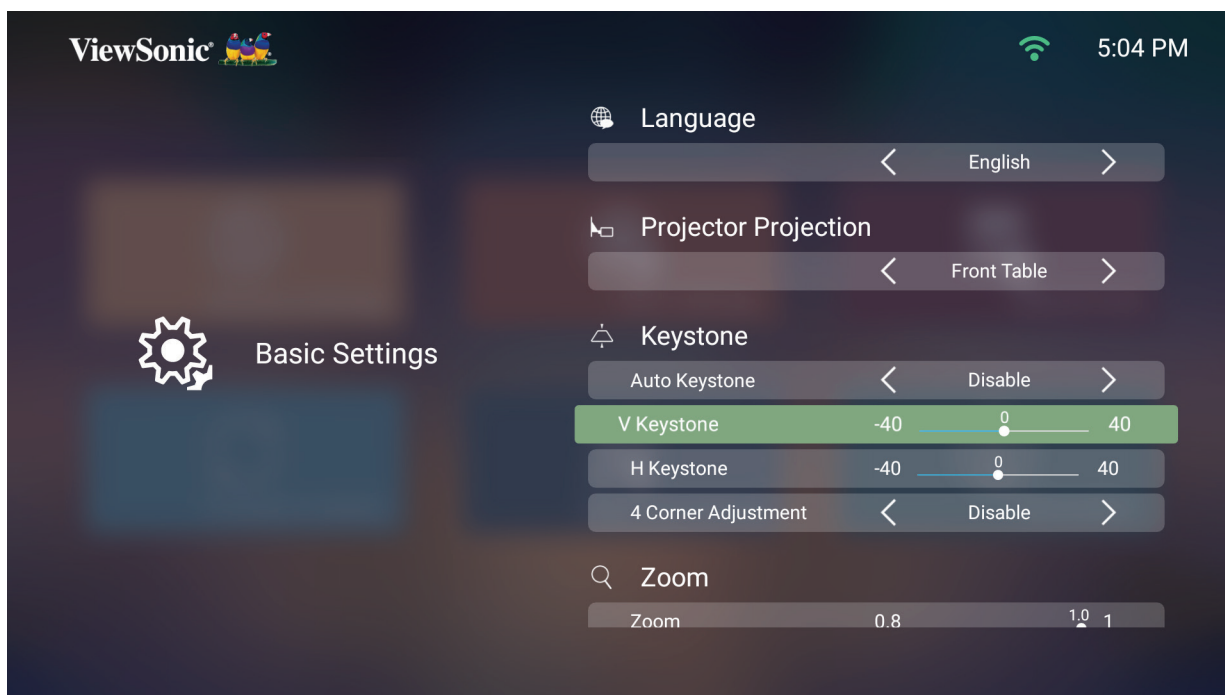 ViewSonic
5:04 PM
Language
English
Projector Projection
Front Table
Keystone
Basic Settings
Auto Keystone Disable
V Keystone -40 0 40
H Keystone -40 0 40
4 Corner Adjustment Disable
Zoom
Zoom 0.8 1.0 1